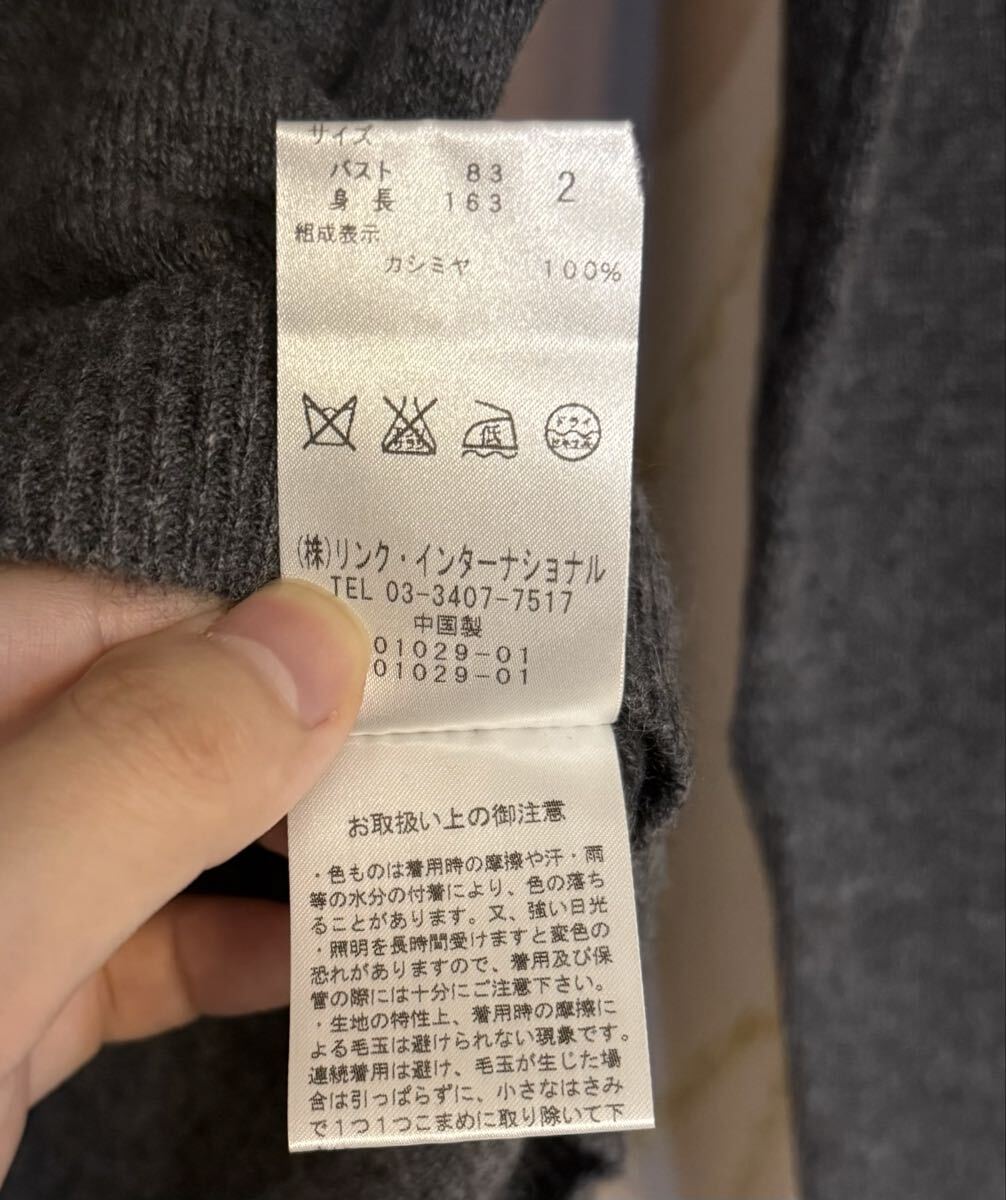 サイズ
バスト 83 2
身長 163
組成表示
カシミヤ 100%
低
ドライ
セキユ系
(株)リンク・インターナショナル
TEL 03-3407-7517
中国製
01029-01
01029-01
お取扱い上の御注意
・色ものは着用時の摩擦や汗・雨
等の水分の付着により、色の落ち
ることがあります。又、強い日光
・照明を長時間受けますと変色の
恐れがありますので、着用及び保
管の際には十分にご注意下さい。
・生地の特性上、着用時の摩擦に
よる毛玉は避けられない現象です。
連続着用は避け、毛玉が生じた場
合は引っぱらずに、小さなはさみ
で1つ1つこまめに取り除いて下